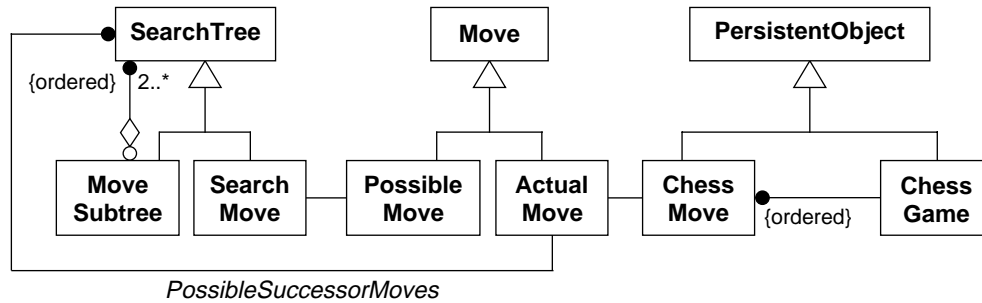 SearchTree
Move
PersistentObject
{ordered}
2..*
Move
Subtree
Search
Move
Possible
Move
Actual
Move
Chess
Move
{ordered}
Chess
Game
PossibleSuccessorMoves